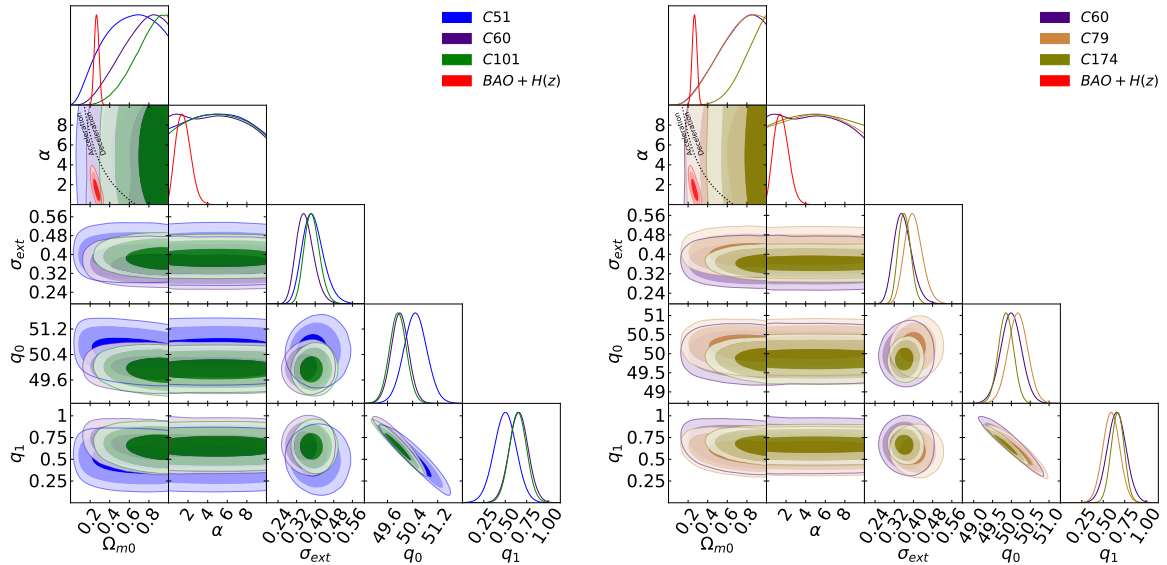 C51
C60
C101
BAO + H(z)
8
6
4
2
α
Acceleration
Deceleration
0.56
0.48
0.40
0.32
0.24
σext
51.2
50.4
49.6
q0
1
0.75
0.50
0.25
q1
0.2 0.4 0.6 0.8
Ωm0
2 4 6 8
α
0.24 0.32 0.40 0.48 0.56
σext
49.6 50.4 51.2
q0
0.25 0.50 0.75 1.00
q1
C60
C79
C174
BAO + H(z)
8
6
4
2
α
Acceleration
Deceleration
0.56
0.48
0.40
0.32
0.24
σext
51
50.5
50
49.5
49
q0
1
0.75
0.50
0.25
q1
0.2 0.4 0.6 0.8
Ωm0
2 4 6 8
α
0.24 0.32 0.40 0.48 0.56
σext
49.0 49.5 50.0 50.5 51.0
q0
0.25 0.50 0.75 1.00
q1